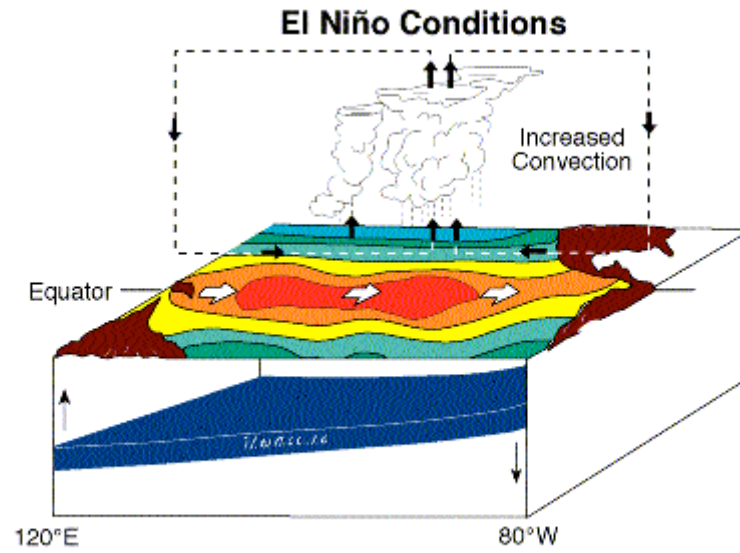 El Niño Conditions
Increased
Convection
Equator
120°E
80°W